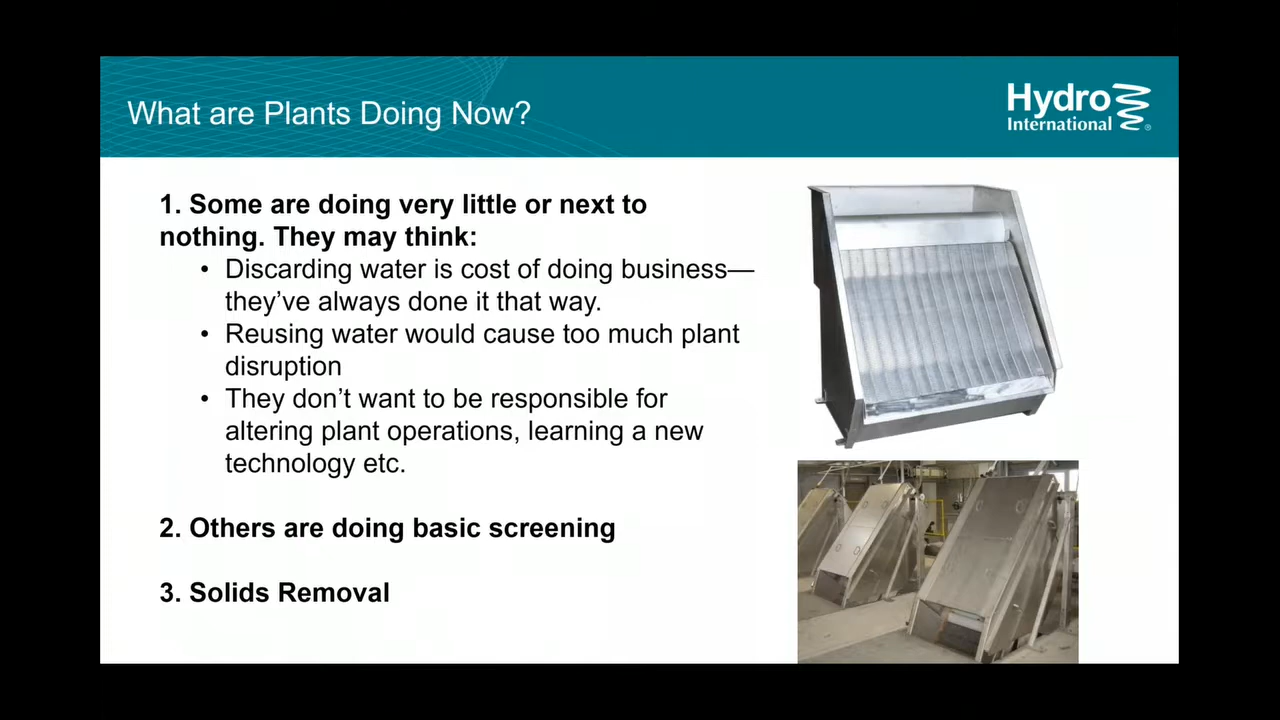 What are Plants Doing Now?
Hydro
International
®
1. Some are doing very little or next to
nothing. They may think:
• Discarding water is cost of doing business—
they’ve always done it that way.
• Reusing water would cause too much plant
disruption
• They don’t want to be responsible for
altering plant operations, learning a new
technology etc.
2. Others are doing basic screening
3. Solids Removal